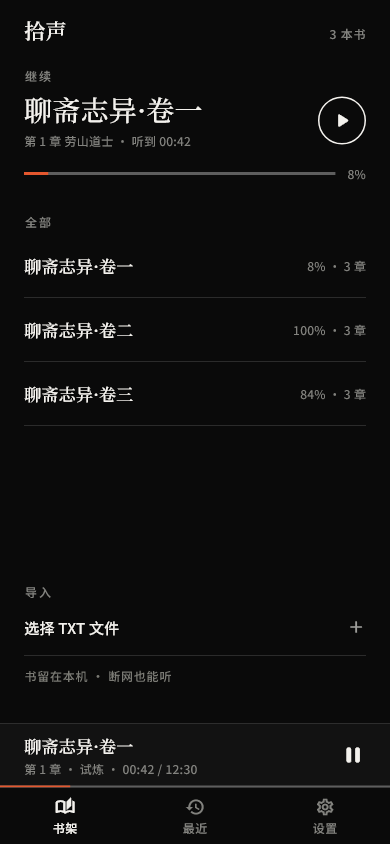 拾声
3 本书
继续
聊斋志异·卷一
第 1 章 劳山道士 · 听到 00:42
8%
全部
聊斋志异·卷一
8% · 3 章
聊斋志异·卷二
100% · 3 章
聊斋志异·卷三
84% · 3 章
导入
选择 TXT 文件
书留在本机 · 断网也能听
聊斋志异·卷一
第 1 章 · 试炼 · 00:42 / 12:30
书架
最近
设置